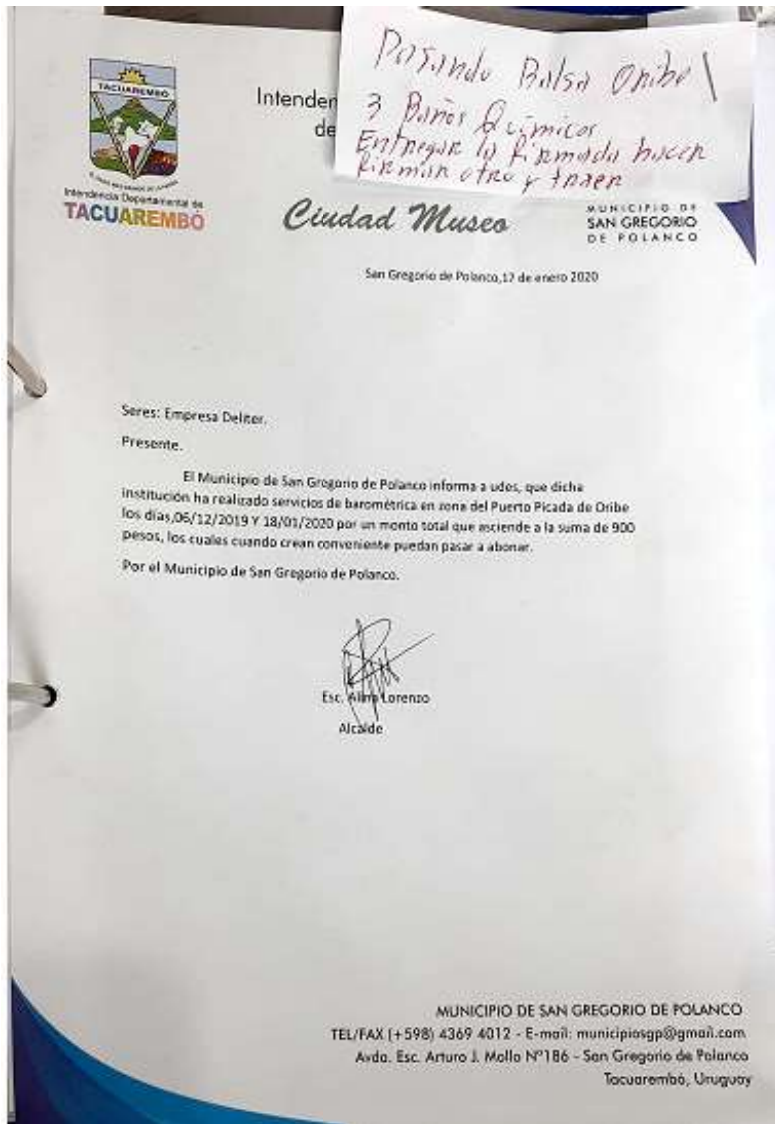 Pasando Balsa Oribe
3 Baños Químicos
Entregar la firmada hacer
firmar otra y traer
TACUAREMBO
Intenden
de
Intendencia Departamental de
TACUAREMBÓ
Ciudad Museo
MUNICIPIO DE
SAN GREGORIO
DE POLANCO
San Gregorio de Polanco,17 de enero 2020
Seres: Empresa Deliter.
Presente.
El Municipio de San Gregorio de Polanco informa a udes, que dicha
institución ha realizado servicios de barométrica en zona del Puerto Picada de Oribe
los días,06/12/2019 Y 18/01/2020 por un monto total que asciende a la suma de 900
pesos, los cuales cuando crean conveniente puedan pasar a abonar.
Por el Municipio de San Gregorio de Polanco.
Esc. Alma Lorenzo
Alcalde
MUNICIPIO DE SAN GREGORIO DE POLANCO
TEL/FAX (+598) 4369 4012 - E-mail: municipiosgp@gmail.com
Avda. Esc. Arturo J. Mollo N°186 - San Gregorio de Polanco
Tacuarembó, Uruguay